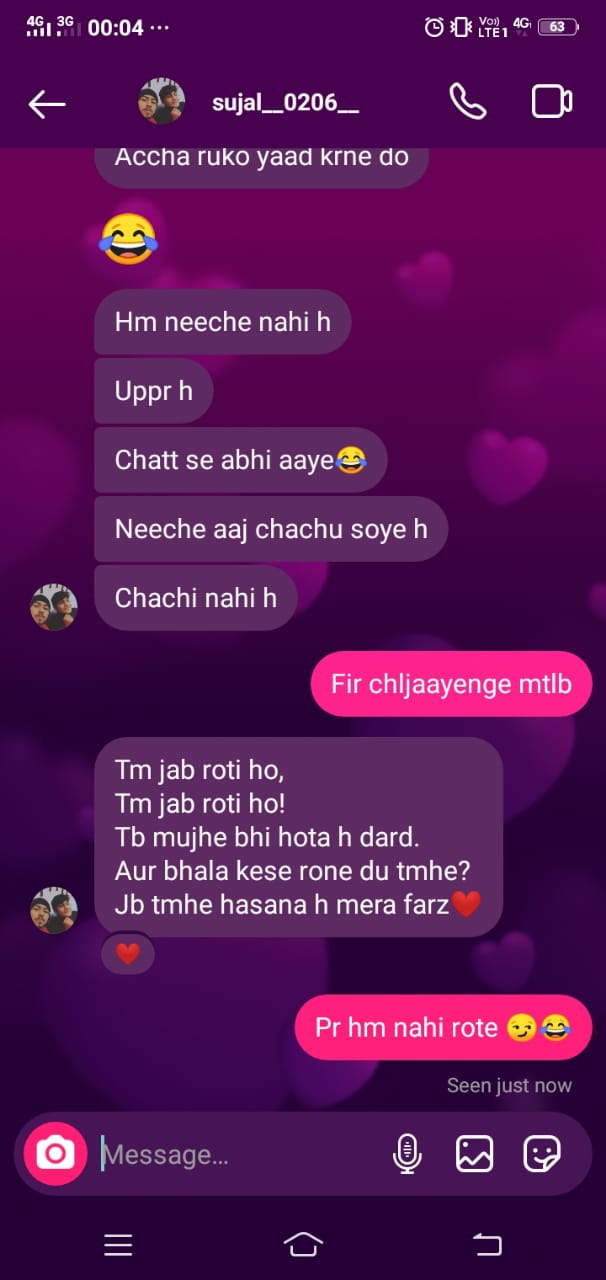 4G 3G 00:04 ··· Vo)) LTE1 4G 63
sujal__0206__
Accha ruko yaad krne do
😂
Hm neeche nahi h
Uppr h
Chatt se abhi aaye😂
Neeche aaj chachu soye h
Chachi nahi h
Fir chljaayenge mtlb
Tm jab roti ho,
Tm jab roti ho!
Tb mujhe bhi hota h dard.
Aur bhala kese rone du tmhe?
Jb tmhe hasana h mera farz❤️
❤️
Pr hm nahi rote 😏😂
Seen just now
Message...